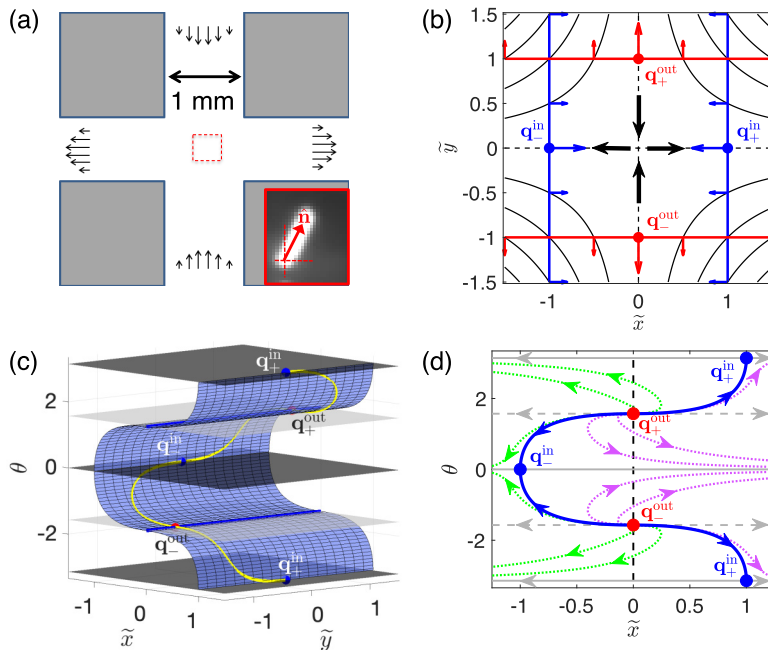 (a)
1 mm
n̂
(b)
1.5
1
0.5
0
-0.5
-1
-1.5
ỹ
-1
0
1
x̃
q₊ᵒᵘᵗ
q₋ⁱⁿ
q₊ⁱⁿ
q₋ᵒᵘᵗ
(c)
2
0
-2
θ
-1
0
1
x̃
-1
0
1
ỹ
q₊ⁱⁿ
q₊ᵒᵘᵗ
q₋ⁱⁿ
q₋ᵒᵘᵗ
q₊ⁱⁿ
(d)
2
0
-2
θ
-1
-0.5
0
0.5
1
x̃
q₊ⁱⁿ
q₊ᵒᵘᵗ
q₋ⁱⁿ
q₋ᵒᵘᵗ
q₊ⁱⁿ